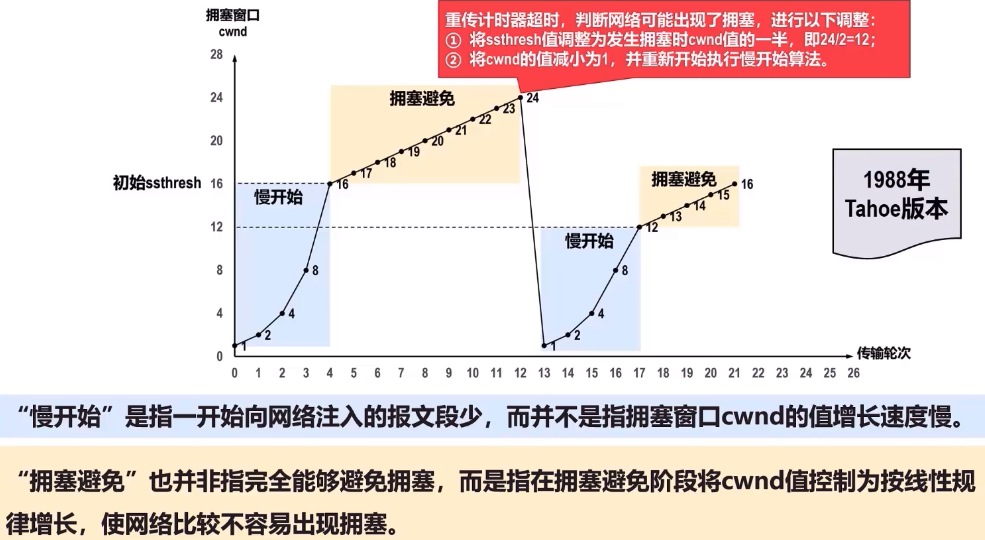 拥塞窗口
cwnd
重传计时器超时，判断网络可能出现了拥塞，进行以下调整：
① 将ssthresh值调整为发生拥塞时cwnd值的一半，即24/2=12；
② 将cwnd的值减小为1，并重新开始执行慢开始算法。
28
24
20
初始ssthresh 16
12
8
4
0
慢开始
拥塞避免
1
2
4
8
16
17
18
19
20
21
22
23
24
慢开始
拥塞避免
1
2
4
8
12
13
14
15
16
1988年
Tahoe版本
0 1 2 3 4 5 6 7 8 9 10 11 12 13 14 15 16 17 18 19 20 21 22 23 24 25 26
传输轮次
“慢开始”是指一开始向网络注入的报文段少，而并不是指拥塞窗口cwnd的值增长速度慢。
“拥塞避免”也并非指完全能够避免拥塞，而是指在拥塞避免阶段将cwnd值控制为按线性规
律增长，使网络比较不容易出现拥塞。